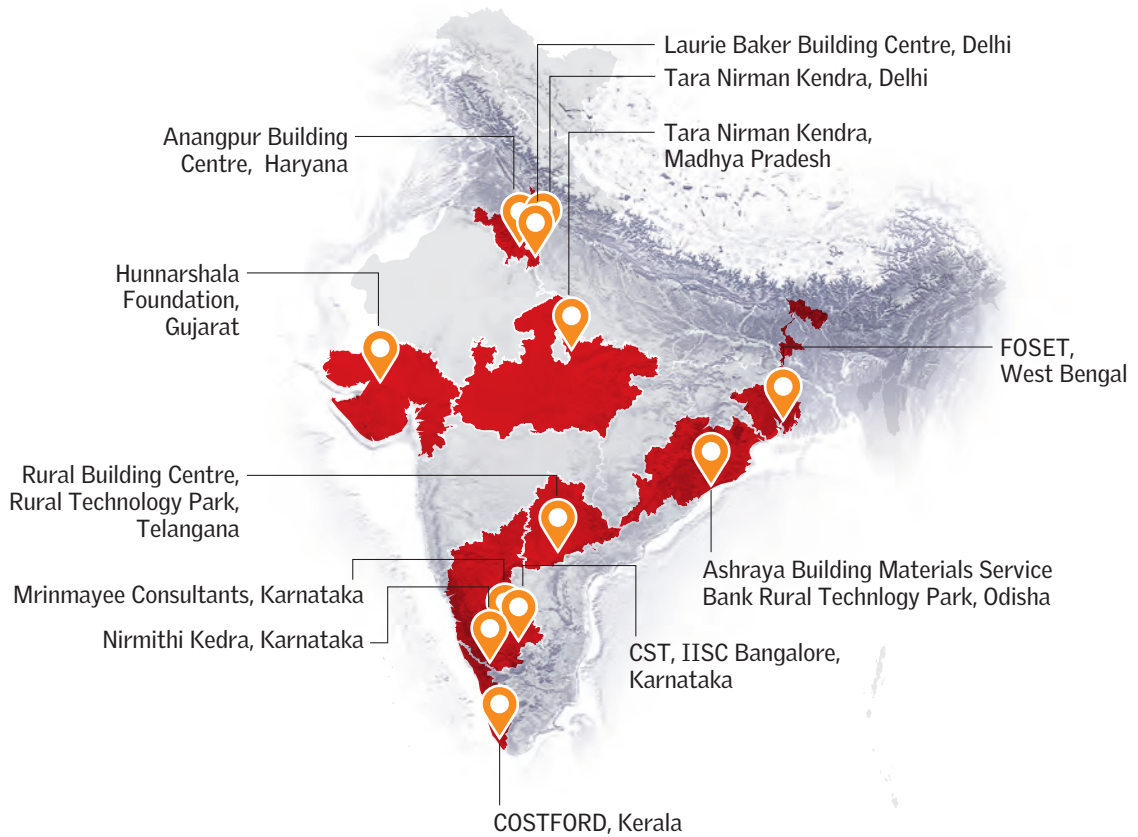 Laurie Baker Building Centre, Delhi
Tara Nirman Kendra, Delhi
Anangpur Building
Centre, Haryana
Tara Nirman Kendra,
Madhya Pradesh
Hunnarshala
Foundation,
Gujarat
FOSET,
West Bengal
Rural Building Centre,
Rural Technology Park,
Telangana
Ashraya Building Materials Service
Bank Rural Technlogy Park, Odisha
Mrinmayee Consultants, Karnataka
Nirmithi Kedra, Karnataka
CST, IISC Bangalore,
Karnataka
COSTFORD, Kerala